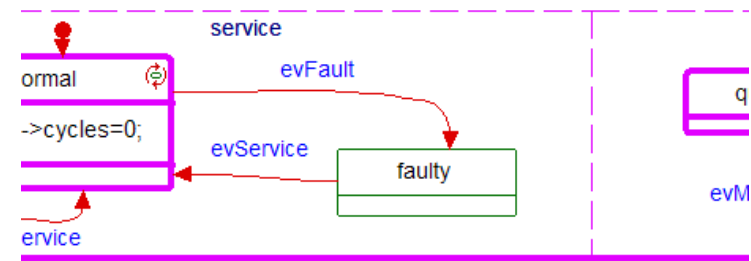 service
evFault
ormal
q
->cycles=0;
evService
faulty
evM
ervice